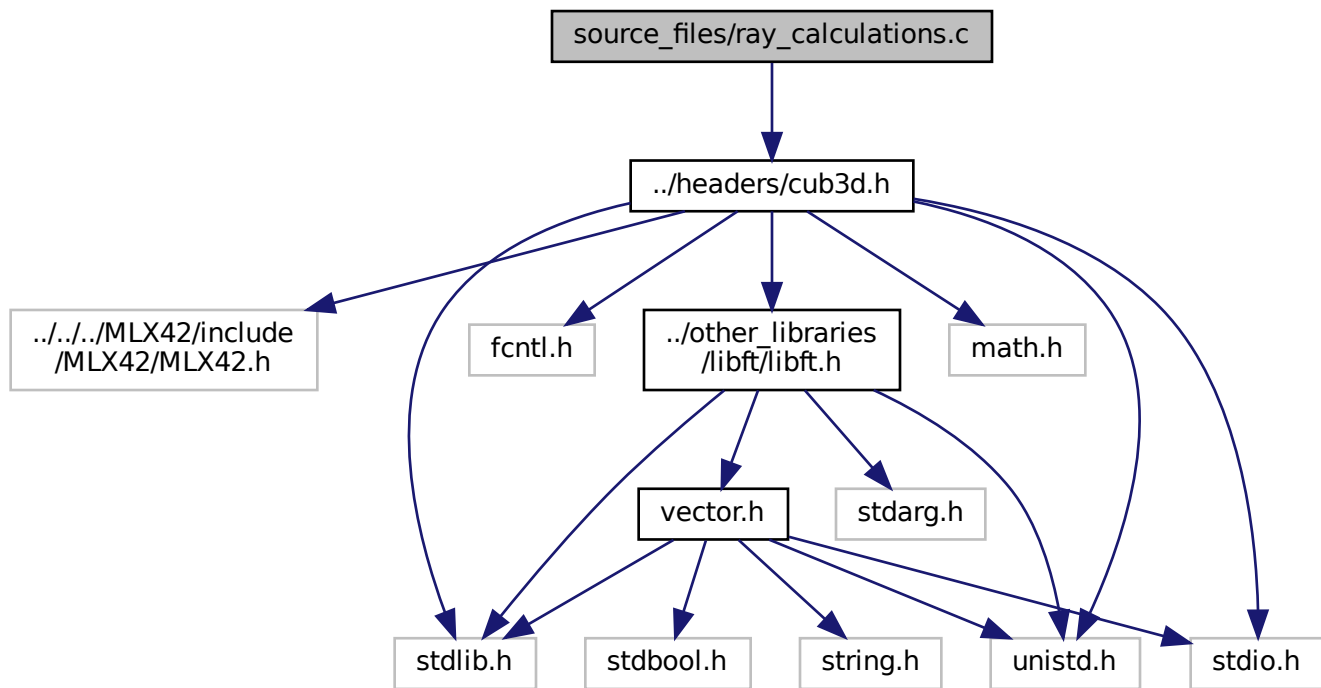 source_files/ray_calculations.c
../headers/cub3d.h
../../../MLX42/include
/MLX42/MLX42.h
fcntl.h
../other_libraries
/libft/libft.h
math.h
vector.h
stdarg.h
stdlib.h
stdbool.h
string.h
unistd.h
stdio.h